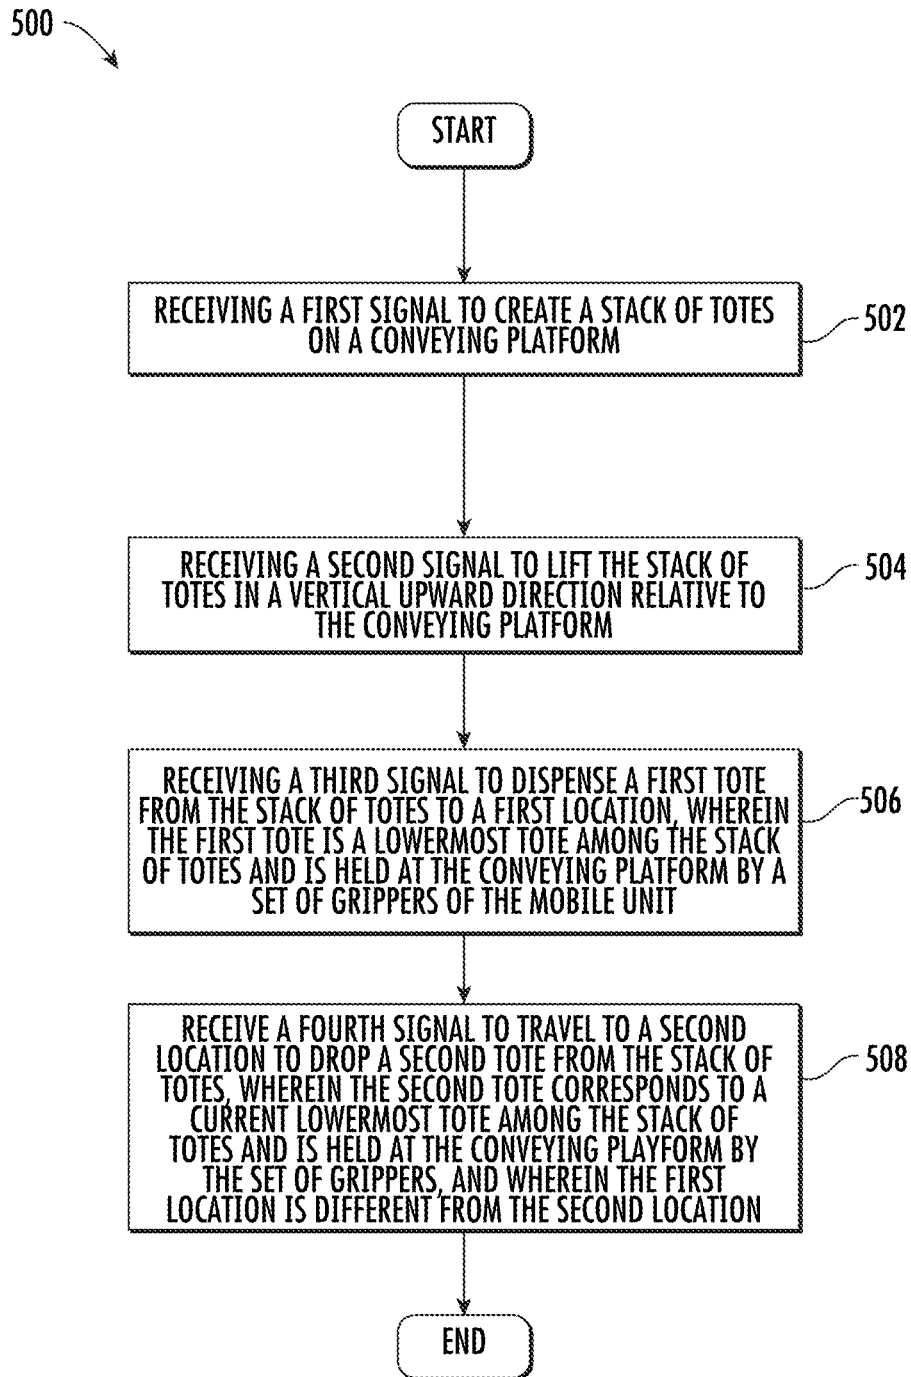 500
START
RECEIVING A FIRST SIGNAL TO CREATE A STACK OF TOTES
ON A CONVEYING PLATFORM
502
RECEIVING A SECOND SIGNAL TO LIFT THE STACK OF
TOTES IN A VERTICAL UPWARD DIRECTION RELATIVE TO
THE CONVEYING PLATFORM
504
RECEIVING A THIRD SIGNAL TO DISPENSE A FIRST TOTE
FROM THE STACK OF TOTES TO A FIRST LOCATION, WHEREIN
THE FIRST TOTE IS A LOWERMOST TOTE AMONG THE STACK
OF TOTES AND IS HELD AT THE CONVEYING PLATFORM BY A
SET OF GRIPPERS OF THE MOBILE UNIT
506
RECEIVE A FOURTH SIGNAL TO TRAVEL TO A SECOND
LOCATION TO DROP A SECOND TOTE FROM THE STACK OF
TOTES, WHEREIN THE SECOND TOTE CORRESPONDS TO A
CURRENT LOWERMOST TOTE AMONG THE STACK OF
TOTES AND IS HELD AT THE CONVEYING PLAYFORM BY
THE SET OF GRIPPERS, AND WHEREIN THE FIRST
LOCATION IS DIFFERENT FROM THE SECOND LOCATION
508
END